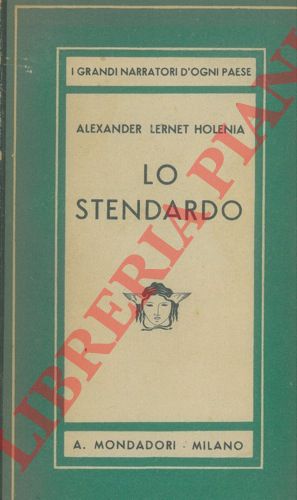 I GRANDI NARRATORI D'OGNI PAESE
ALEXANDER LERNET HOLENIA
LO
STENDARDO
A. MONDADORI - MILANO
LIBRERIA PIANI